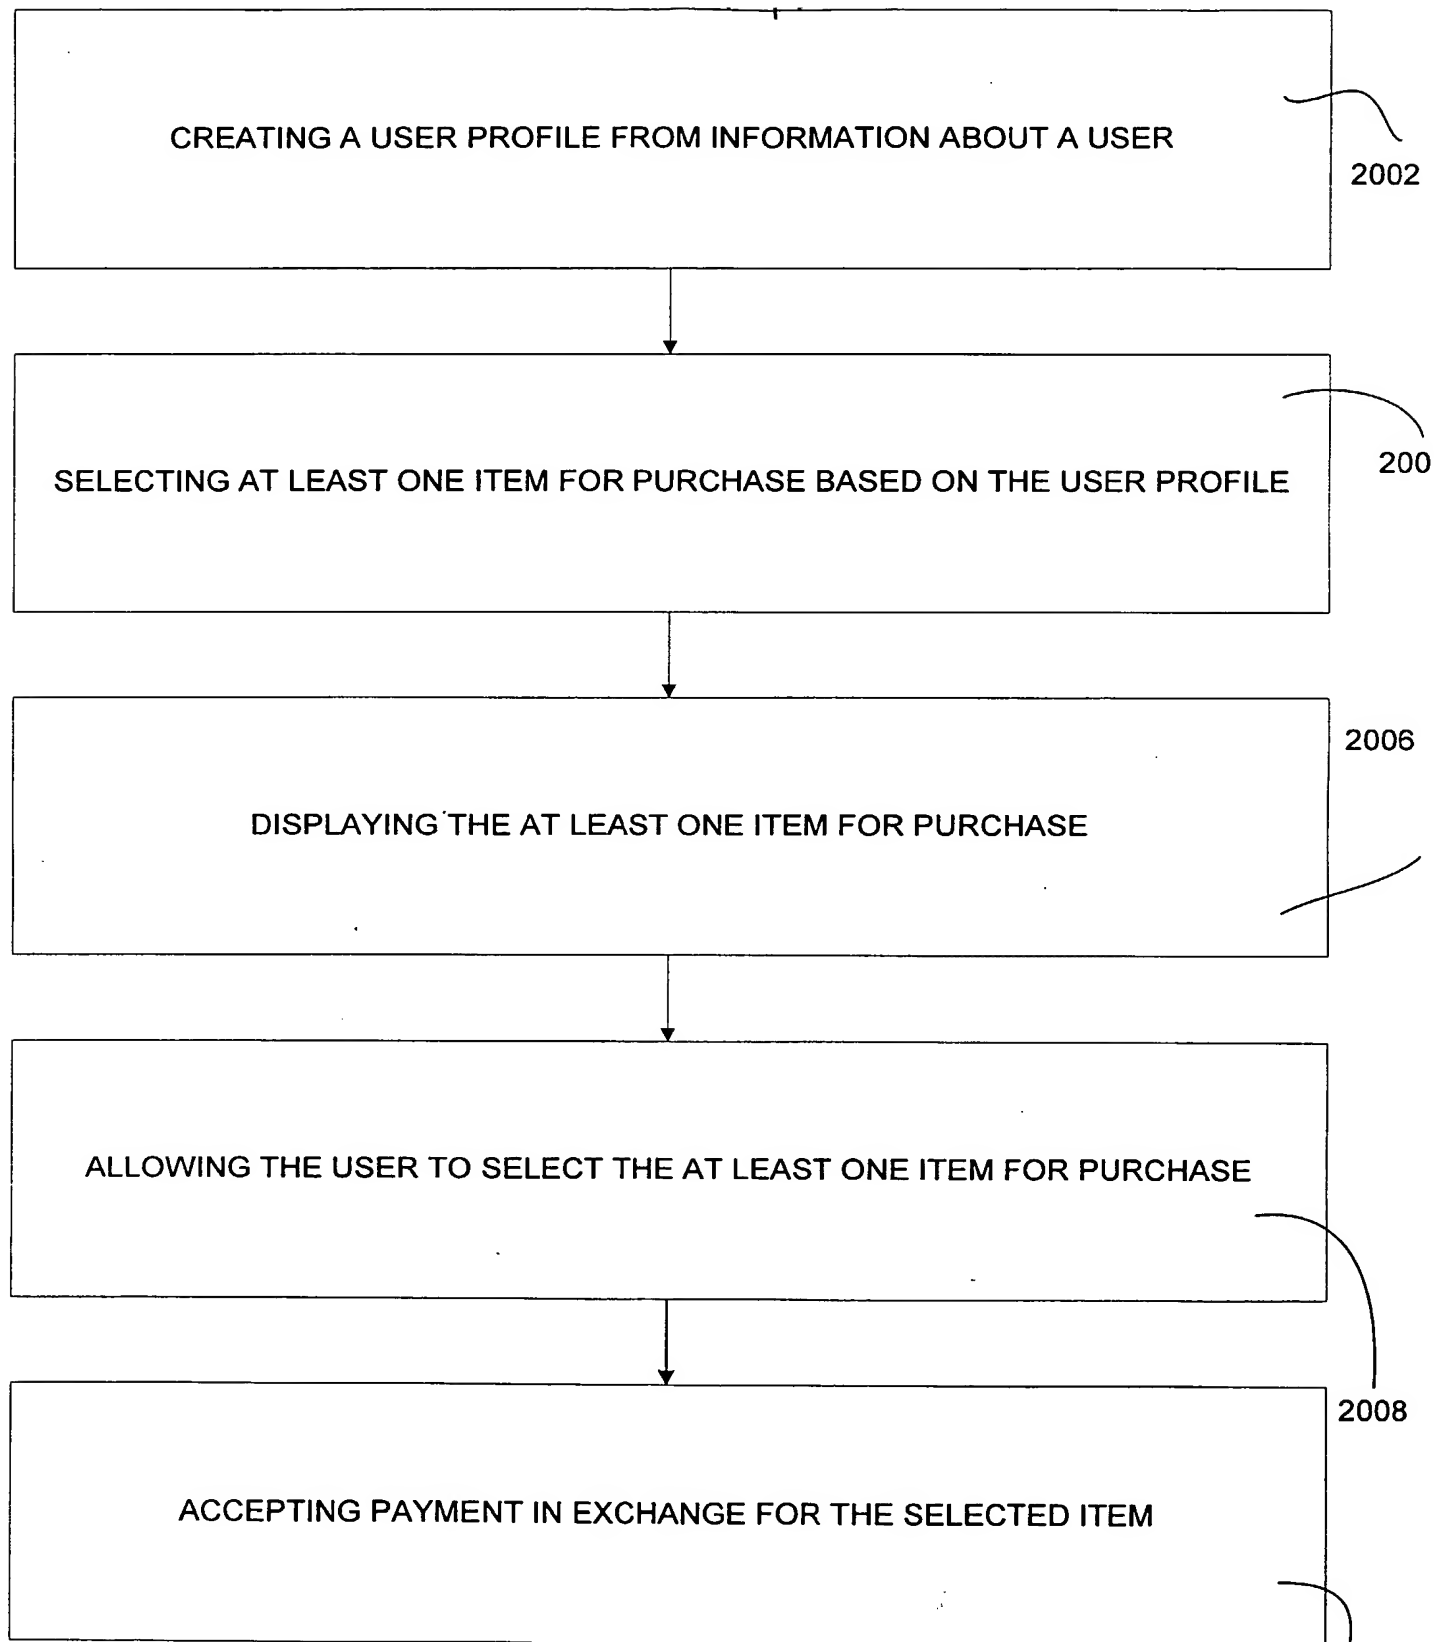 CREATING A USER PROFILE FROM INFORMATION ABOUT A USER
2002
SELECTING AT LEAST ONE ITEM FOR PURCHASE BASED ON THE USER PROFILE
200
2006
DISPLAYING THE AT LEAST ONE ITEM FOR PURCHASE
ALLOWING THE USER TO SELECT THE AT LEAST ONE ITEM FOR PURCHASE
2008
ACCEPTING PAYMENT IN EXCHANGE FOR THE SELECTED ITEM